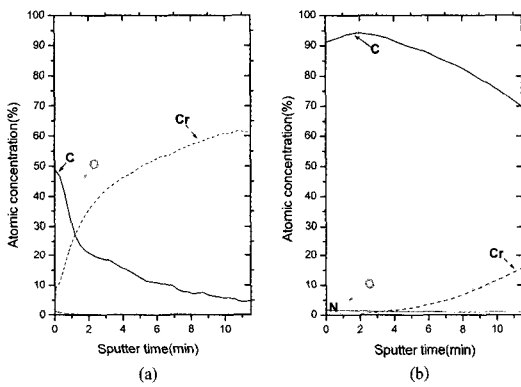 100
90
80
70
60
50
40
30
20
10
0
Atomic concentration(%)
C
O
Cr
0 2 4 6 8 10
Sputter time(min)
(a)
100
90
80
70
60
50
40
30
20
10
0
Atomic concentration(%)
C
O
Cr
N
0 2 4 6 8 10
Sputter time(min)
(b)